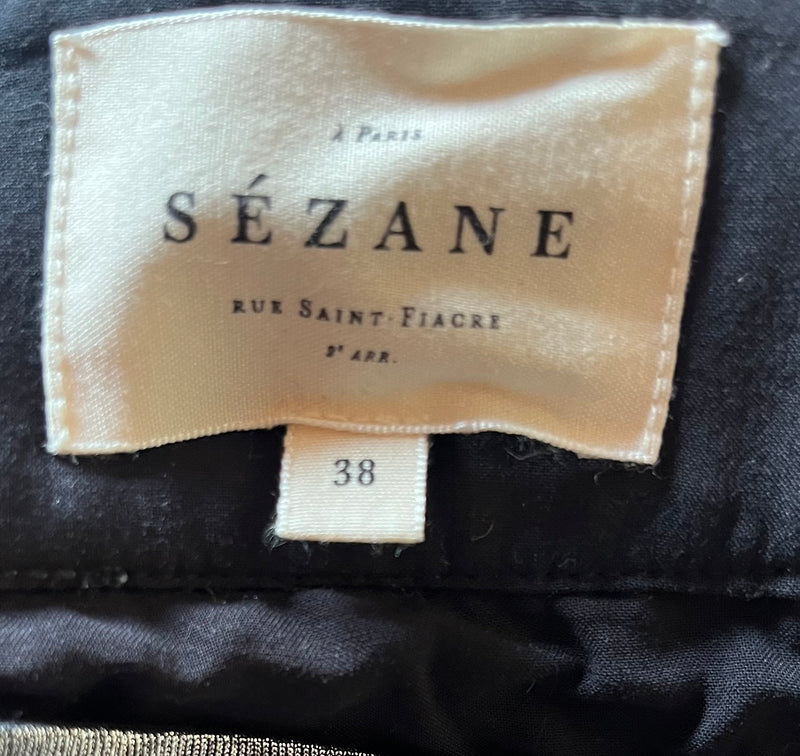 À PARIS
SÉZANE
RUE SAINT-FIACRE
2ᵉ ARR.
38